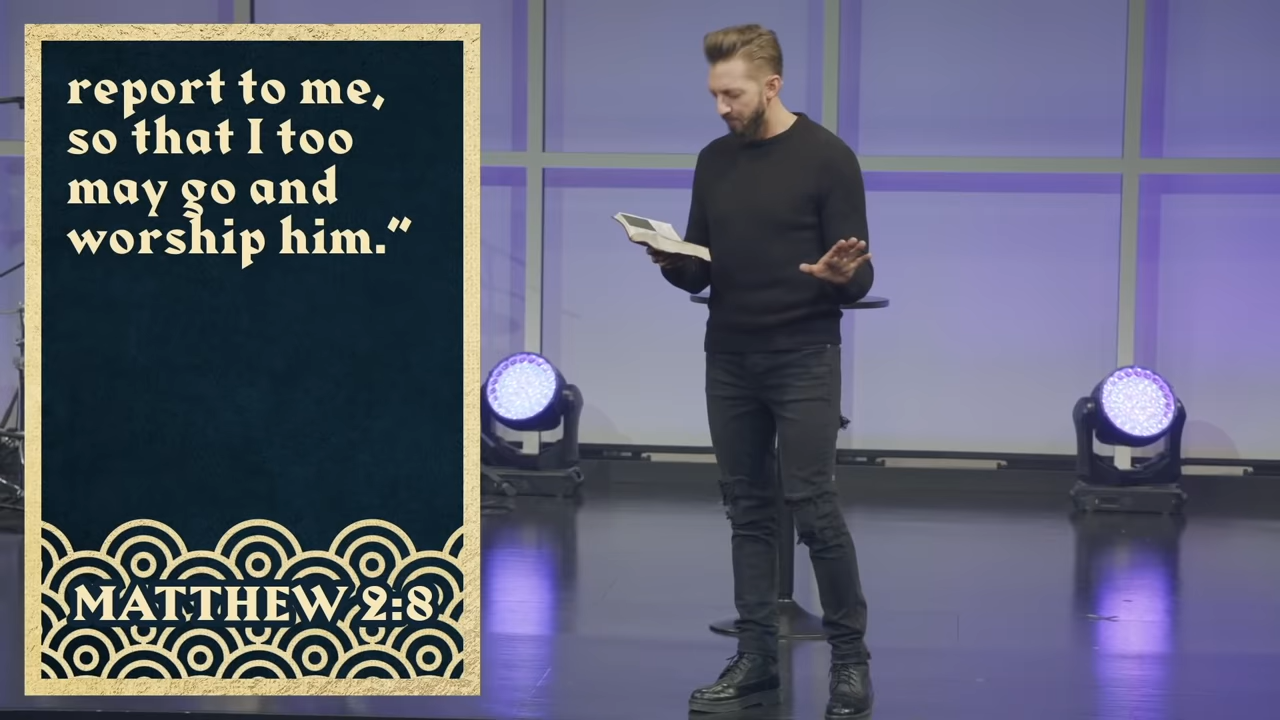 report to me,
so that I too
may go and
worship him.”
MATTHEW 2:8